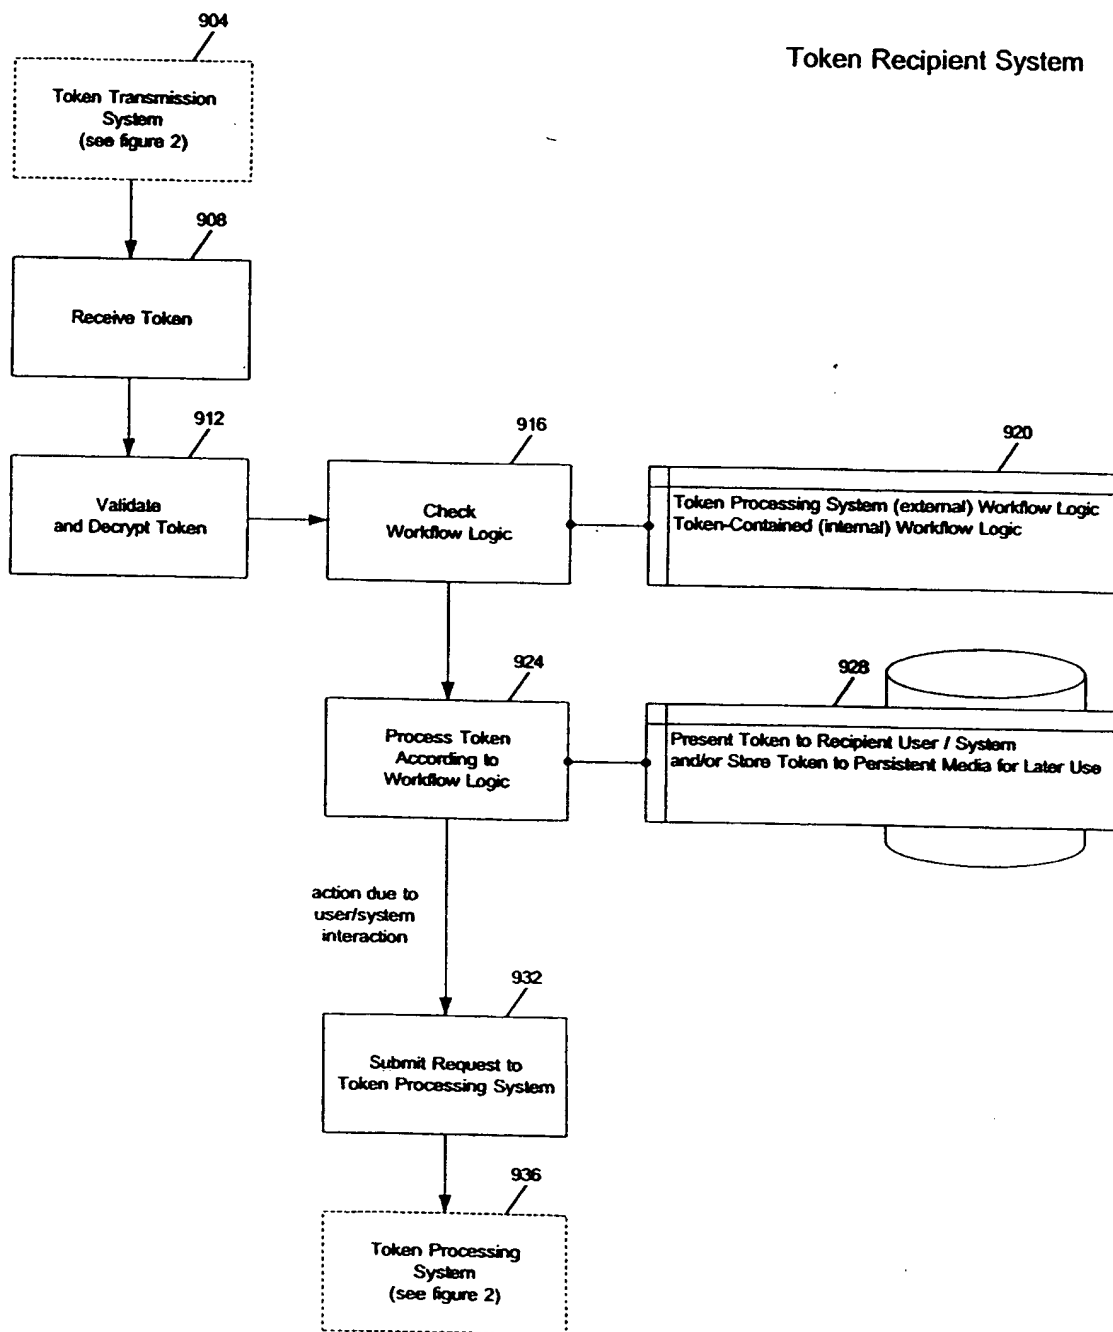 Token Recipient System
904
Token Transmission
System
(see figure 2)
908
Receive Token
912
Validate
and Decrypt Token
916
Check
Workflow Logic
920
Token Processing System (external) Workflow Logic
Token-Contained (internal) Workflow Logic
924
Process Token
According to
Workflow Logic
928
Present Token to Recipient User / System
and/or Store Token to Persistent Media for Later Use
action due to
user/system
interaction
932
Submit Request to
Token Processing System
936
Token Processing
System
(see figure 2)